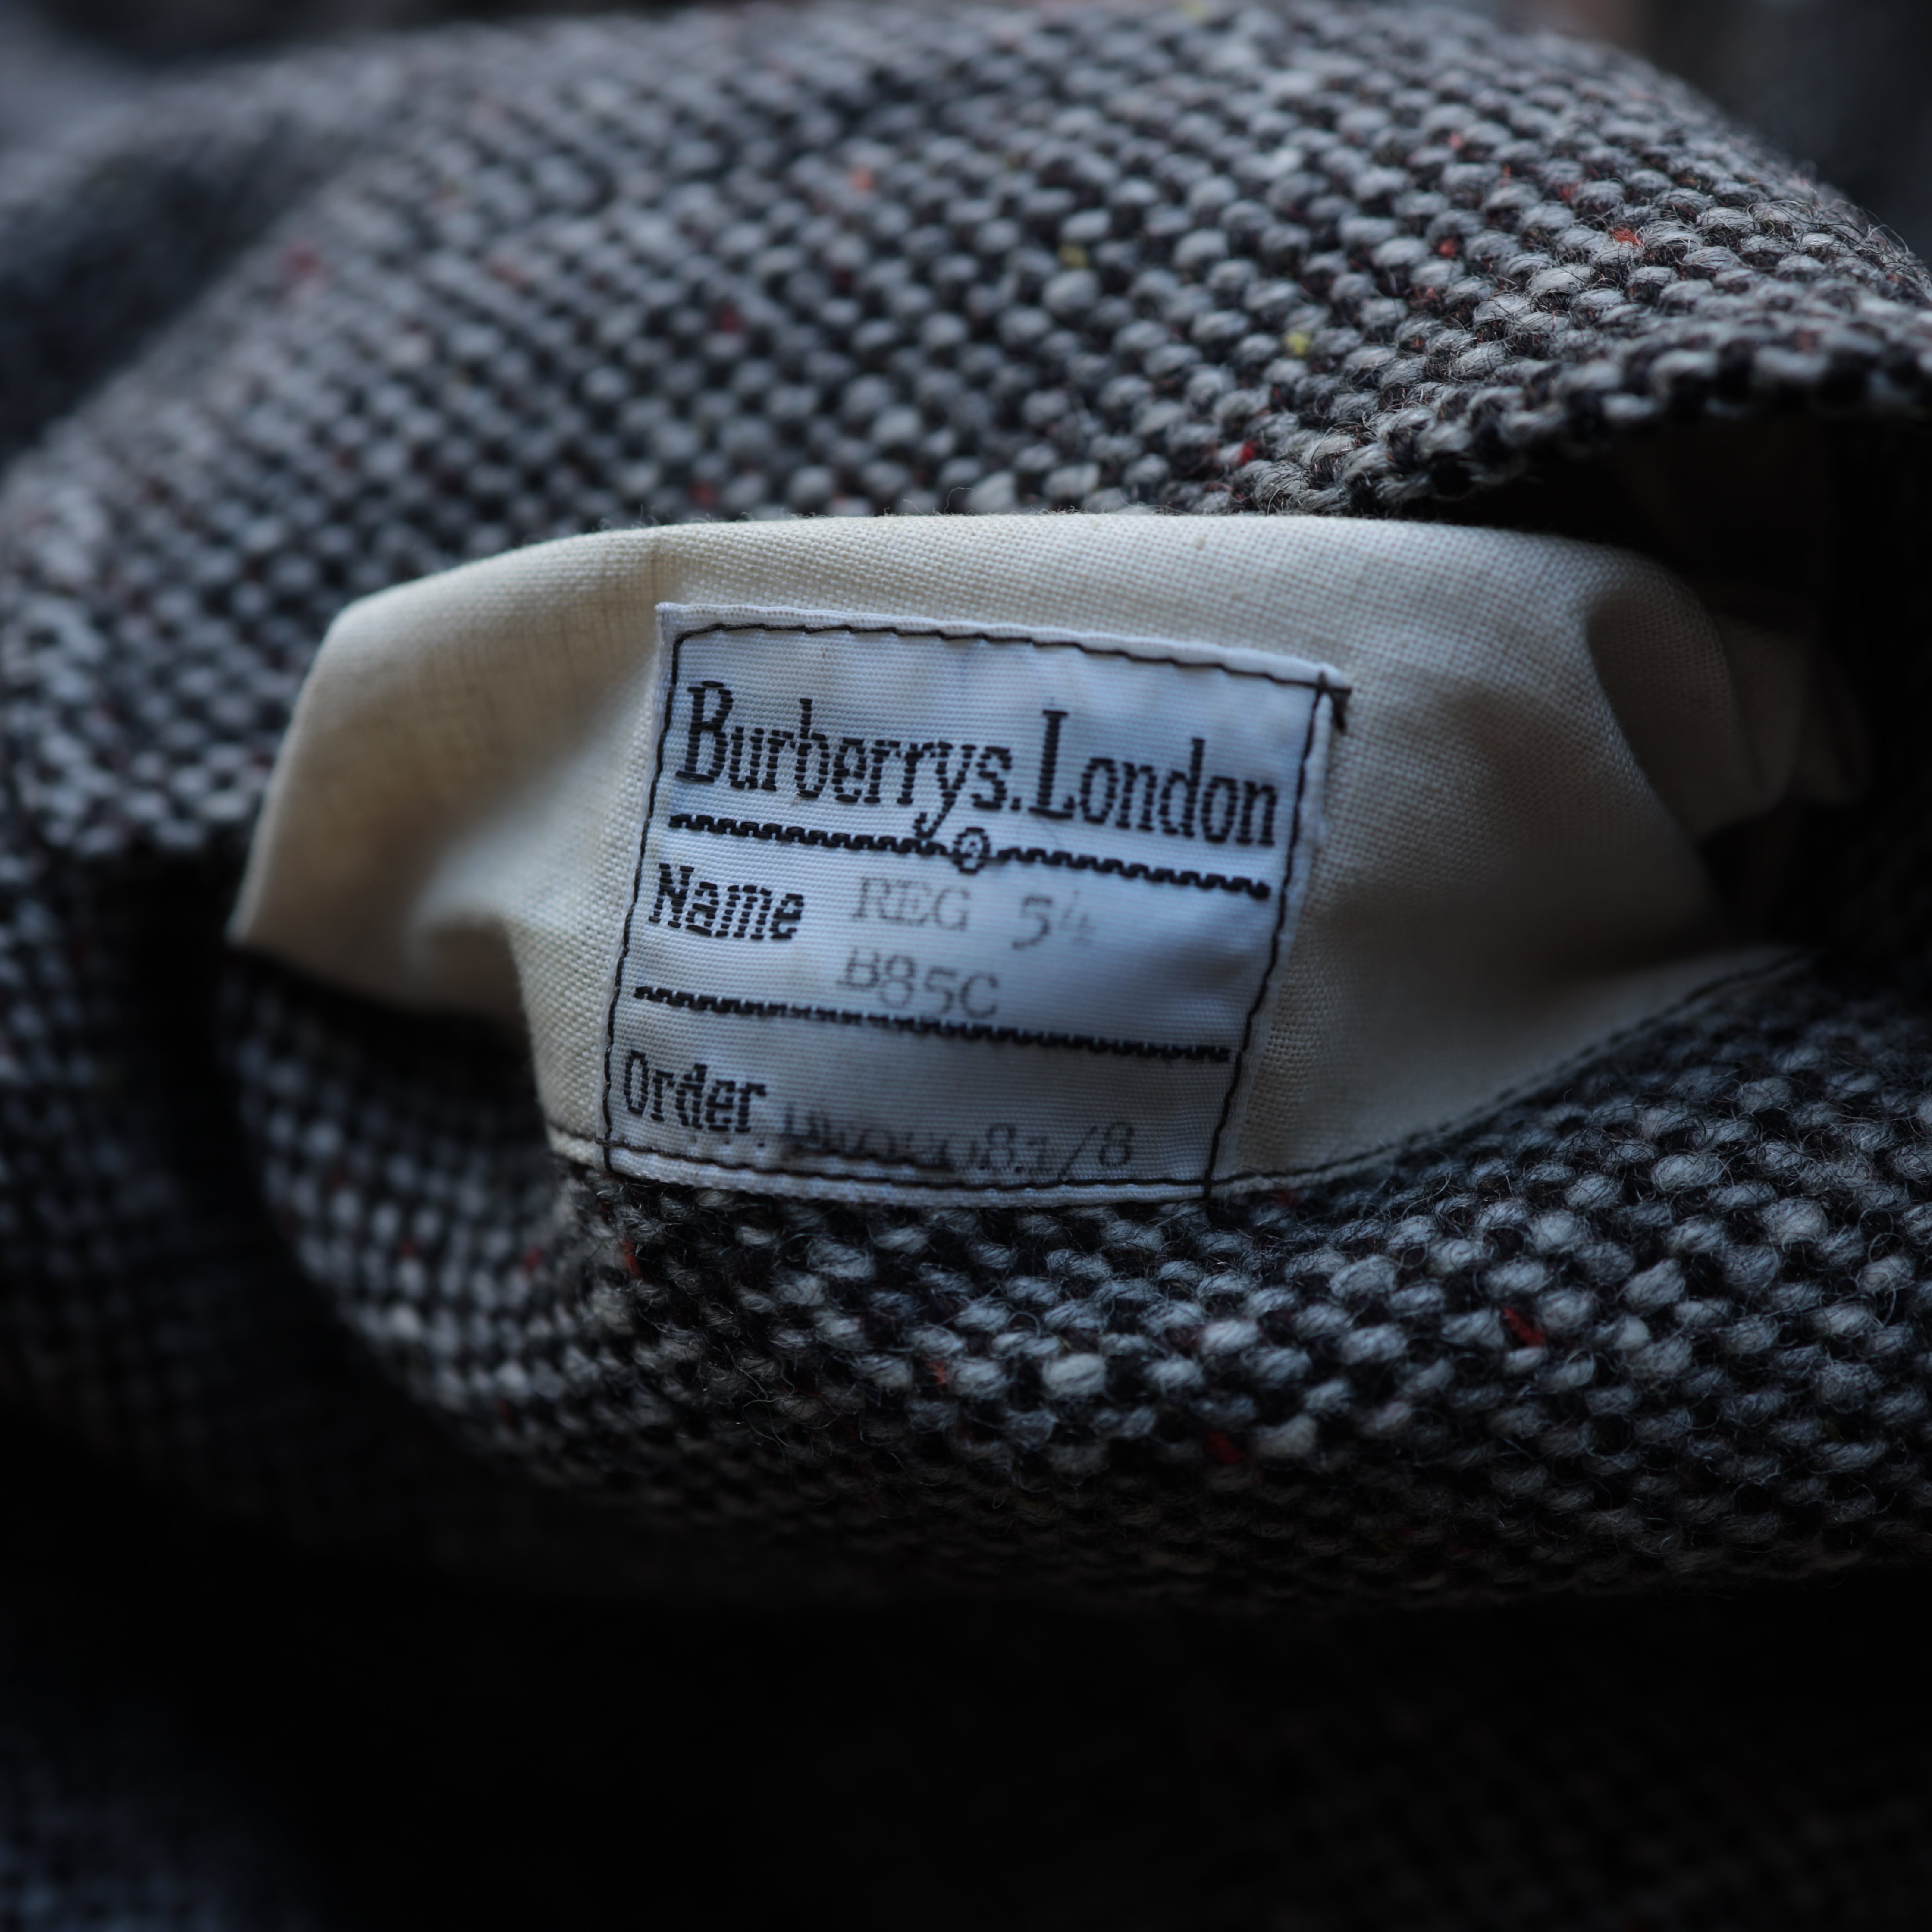 Burberrys. London
Name REG 54
B85C
Order.